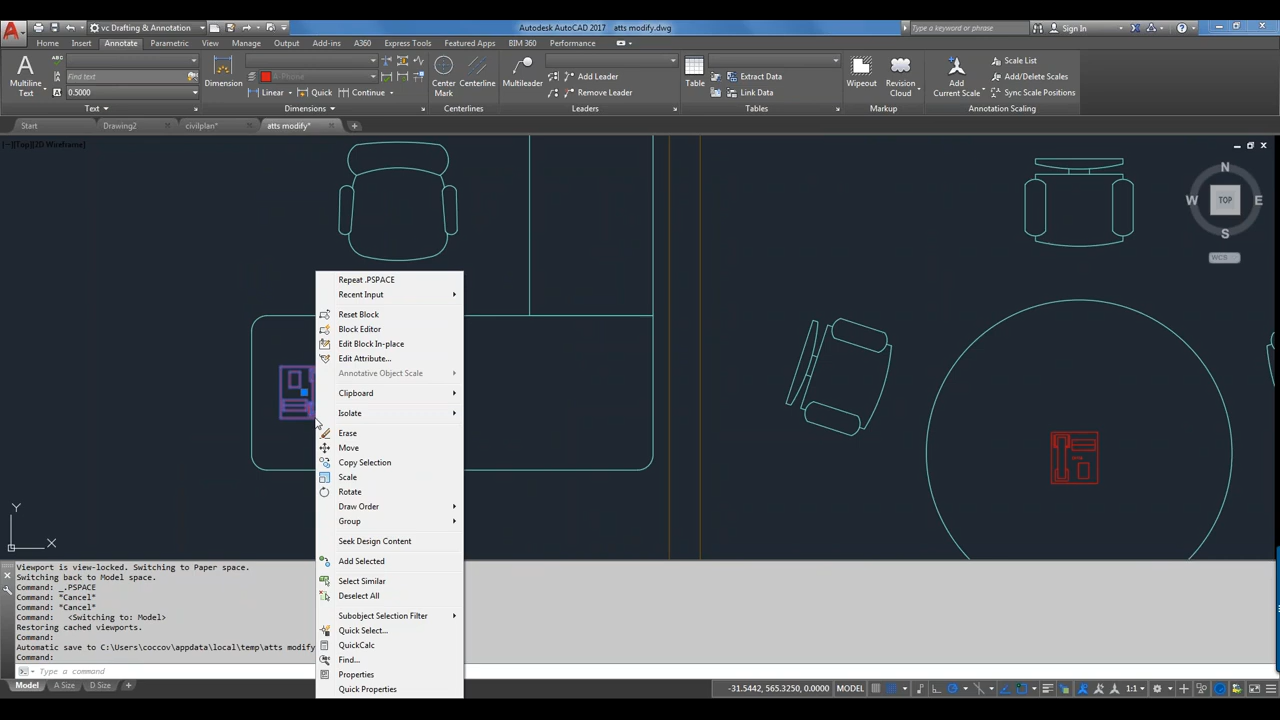 vc Drafting & Annotation
Autodesk AutoCAD 2017 atts modify.dwg
Type a keyword or phrase
Sign In
Home Insert Annotate Parametric View Manage Output Add-ins A360 Express Tools Featured Apps BIM 360 Performance
Multiline
Text
Find text
0.5000
Dimension
A-Phone
Linear Quick Continue
Center
Mark
Centerline
Multileader
Add Leader
Remove Leader
Table
Extract Data
Link Data
Wipeout
Revision
Cloud
Add
Current Scale
Scale List
Add/Delete Scales
Sync Scale Positions
Text Dimensions Centerlines Leaders Tables Markup Annotation Scaling
Start Drawing2 civilplan* atts modify*
[−][Top][2D Wireframe]
N
W TOP E
S
WCS
Repeat .PSPACE
Recent Input
Reset Block
Block Editor
Edit Block In-place
Edit Attribute...
Annotative Object Scale
Clipboard
Isolate
Erase
Move
Copy Selection
Scale
Rotate
Draw Order
Group
Seek Design Content
Add Selected
Select Similar
Deselect All
Subobject Selection Filter
Quick Select...
QuickCalc
Find...
Properties
Quick Properties
Y
X
Viewport is view-locked. Switching to Paper space.
Switching back to Model space.
Command: _.PSPACE
Command: *Cancel*
Command: *Cancel*
Command: <Switching to: Model>
Restoring cached viewports.
Command:
Automatic save to C:\Users\coccov\appdata\local\temp\atts modify
Command:
Type a command
Model A Size D Size
-31.5442, 565.3250, 0.0000 MODEL 1:1